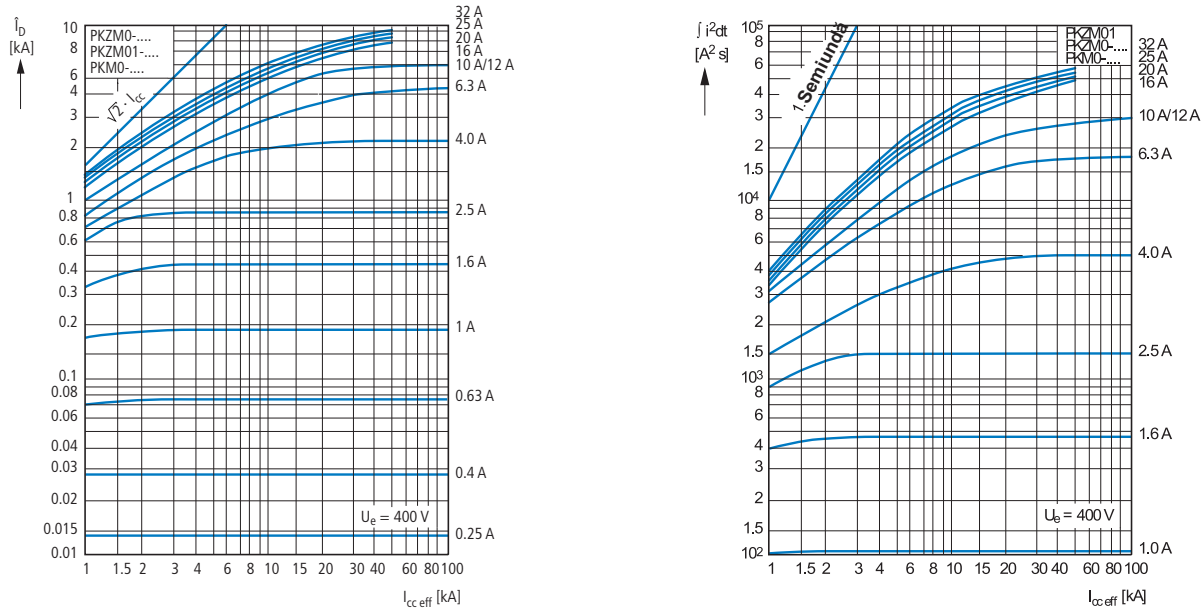 Î_D
[kA]
PKZM0-....
PKZM01-....
PKM0-....
√2 · I_cc
10
8
6
4
3
2
1
0.8
0.6
0.4
0.3
0.2
0.1
0.08
0.06
0.04
0.03
0.02
0.015
0.01
32 A
25 A
20 A
16 A
10 A/12 A
6.3 A
4.0 A
2.5 A
1.6 A
1 A
0.63 A
0.4 A
0.25 A
U_e = 400 V
1 1.5 2 3 4 6 8 10 20 30 40 60 80 100
I_cc eff [kA]
∫ i²dt
[A² s]
1.Semiundă
PKZM01
PKZM0-....
PKM0-....
10⁵
8
6
4
3
2
1.5
10⁴
8
6
4
3
2
1.5
10³
8
6
4
3
2
1.5
10²
32 A
25 A
20 A
16 A
10 A/12 A
6.3 A
4.0 A
2.5 A
1.6 A
1.0 A
U_e = 400 V
1 1.5 2 3 4 6 8 10 20 30 40 60 80 100
I_cc eff [kA]